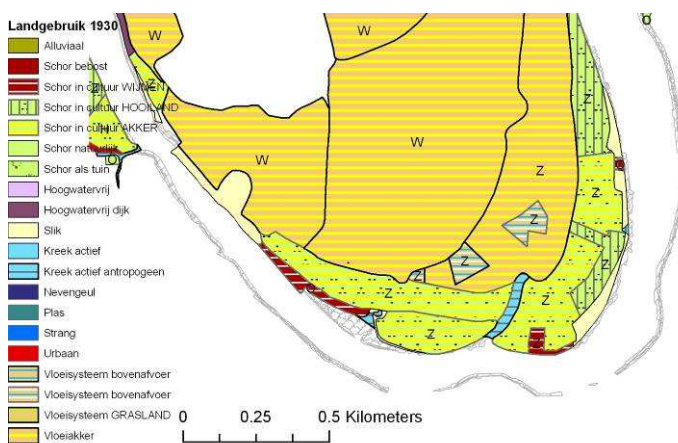 Landgebruik 1930
Alluviaal
Schor bebost
Schor in cultuur WIJMEN
Schor in cultuur HOOILAND
Schor in cultuur AKKER
Schor natuurlijk
Schor als tuin
Hoogwatervrij
Hoogwatervrij dijk
Slik
Kreek actief
Kreek actief antropogeen
Nevengeul
Plas
Strang
Urbaan
Vloeisysteem bovenafvoer
Vloeisysteem bovenafvoer
Vloeisysteem GRASLAND
Vloeiakker
0 0.25 0.5 Kilometers
W
W
W
W
Z
Z
Z
Z
Z
Z
Z
Z
Z
Z
Z
Z